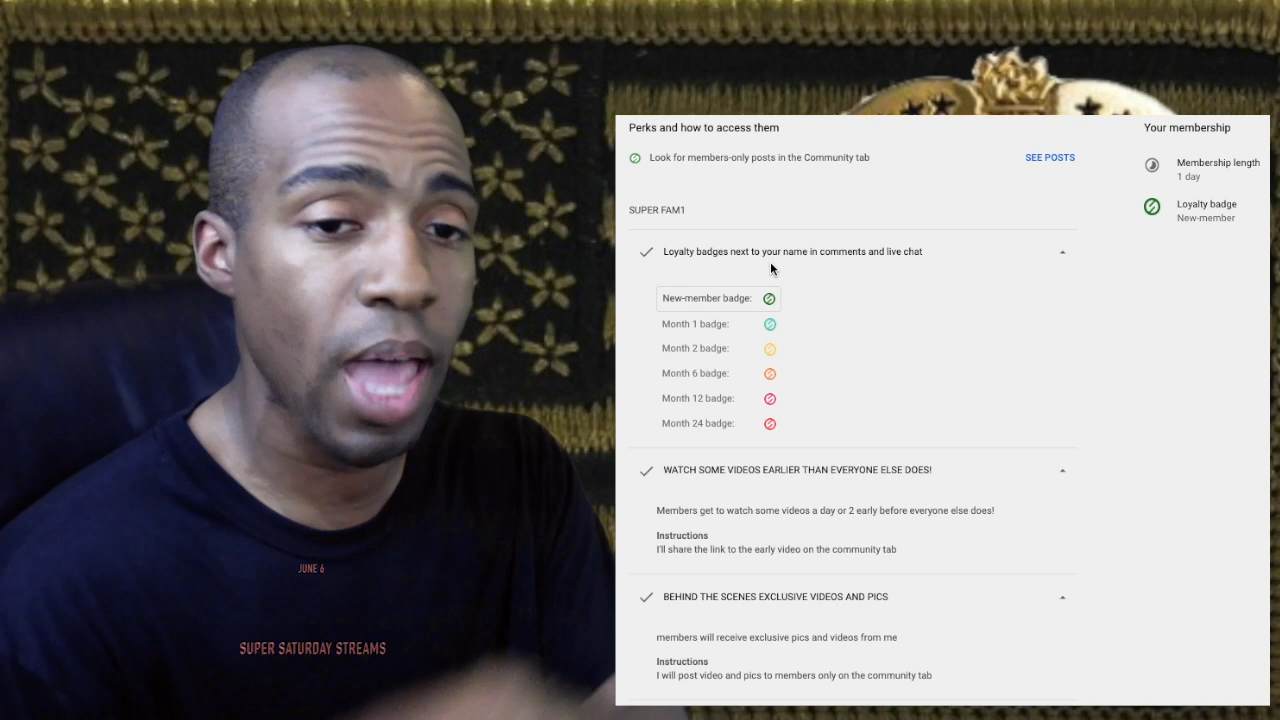 Perks and how to access them
Look for members-only posts in the Community tab
SEE POSTS
SUPER FAM1
Loyalty badges next to your name in comments and live chat
New-member badge:
Month 1 badge:
Month 2 badge:
Month 6 badge:
Month 12 badge:
Month 24 badge:
WATCH SOME VIDEOS EARLIER THAN EVERYONE ELSE DOES!
Members get to watch some videos a day or 2 early before everyone else does!
Instructions
I'll share the link to the early video on the community tab
BEHIND THE SCENES EXCLUSIVE VIDEOS AND PICS
members will receive exclusive pics and videos from me
Instructions
I will post video and pics to members only on the community tab
Your membership
Membership length
1 day
Loyalty badge
New-member
JUNE 6
SUPER SATURDAY STREAMS